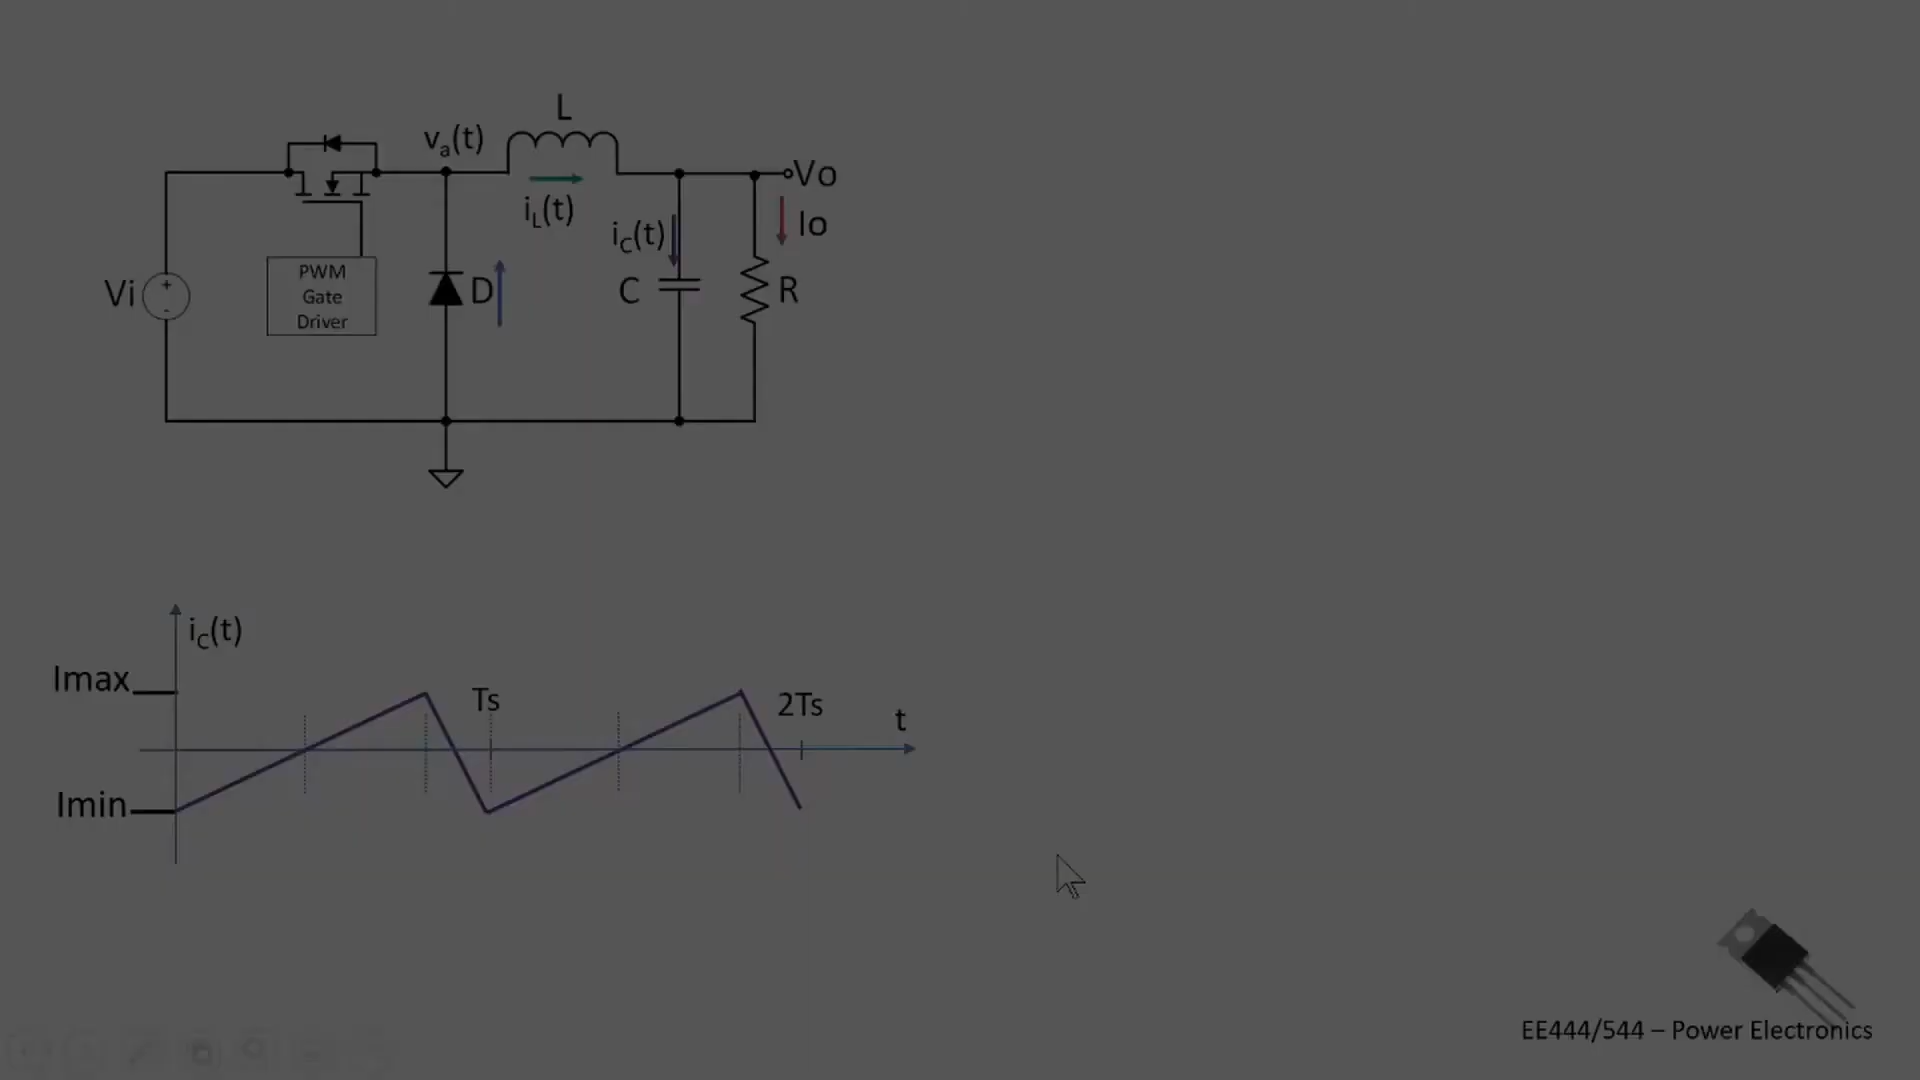 L
va(t)
Vo
iL(t)
iC(t)
Io
PWM
Gate
Driver
Vi
D
C
R
iC(t)
Imax
Ts
2Ts
t
Imin
EE444/544 – Power Electronics